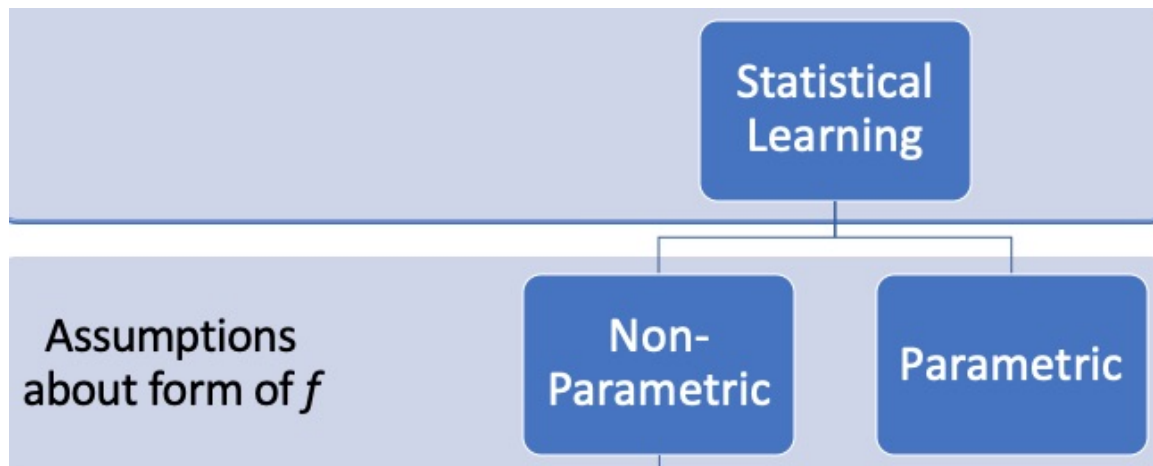 Statistical
Learning
Assumptions
about form of f
Non-
Parametric
Parametric